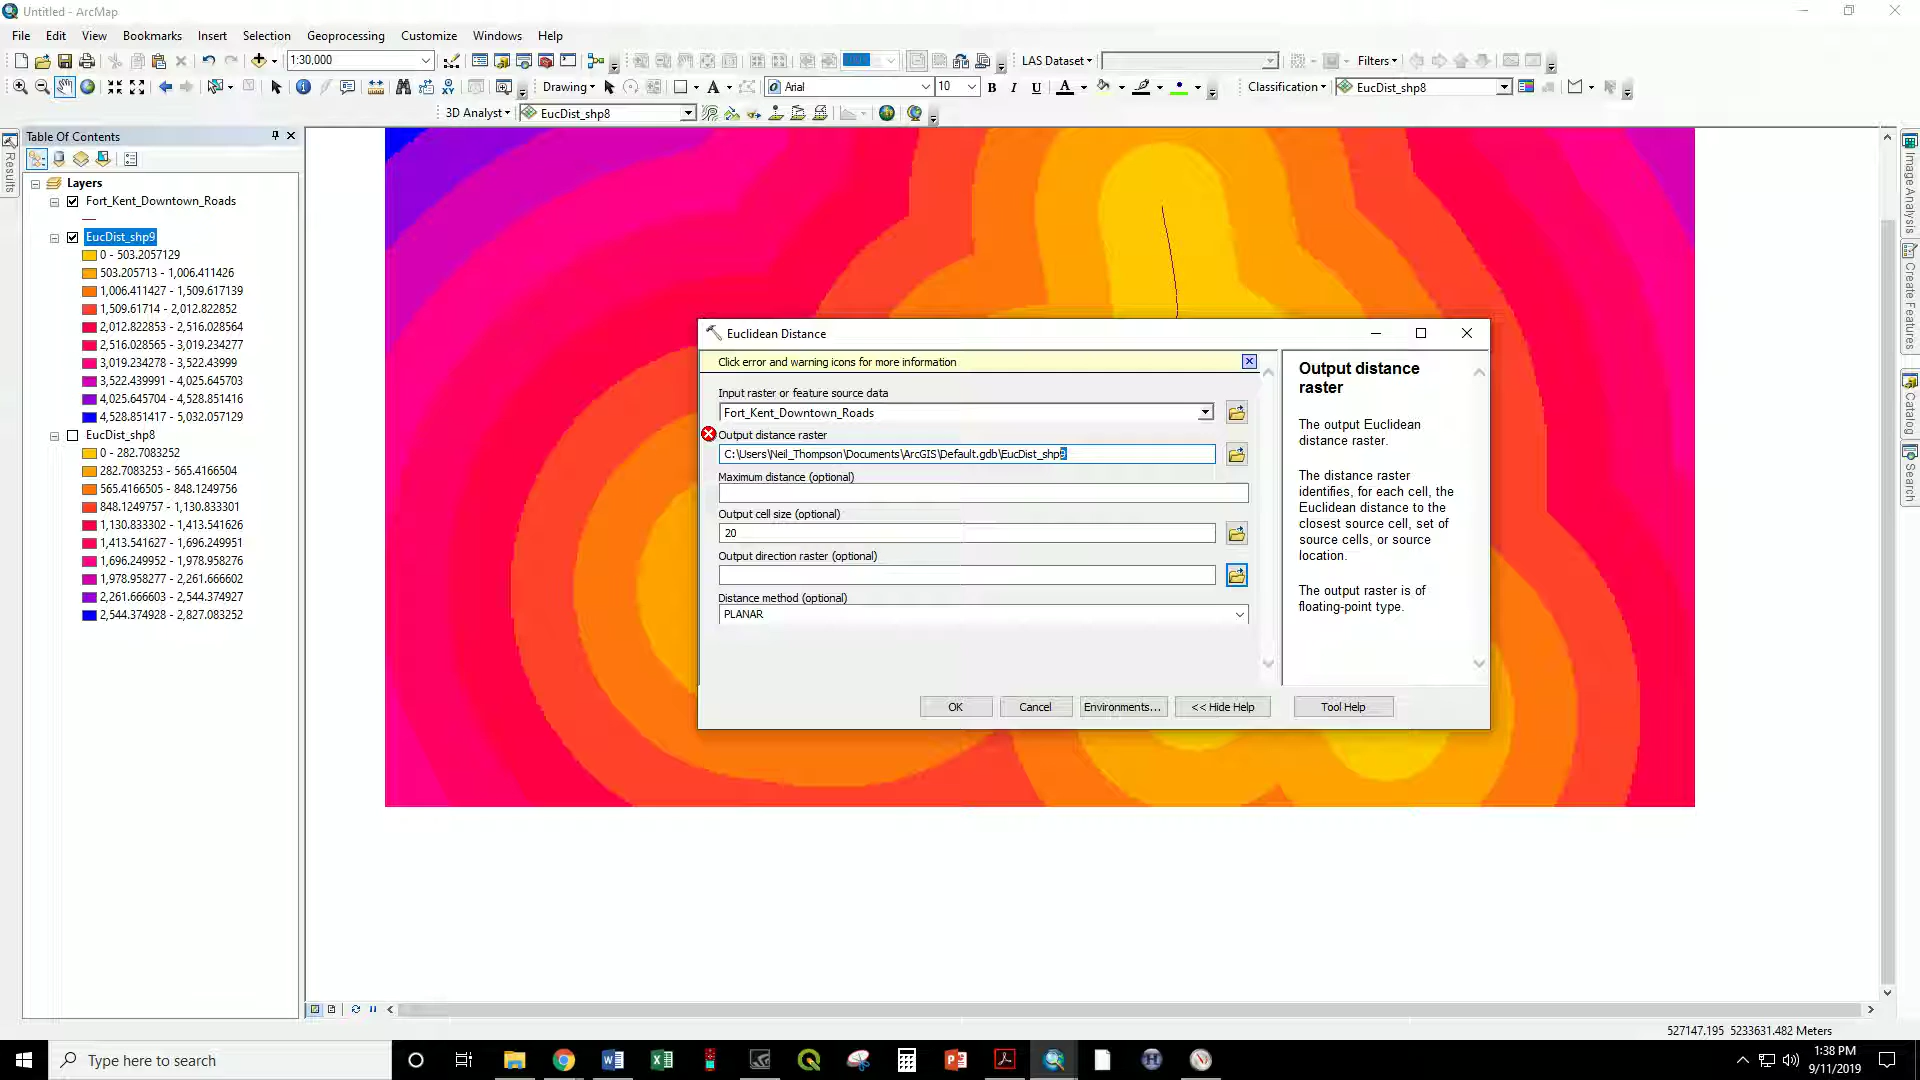 Untitled - ArcMap
File Edit View Bookmarks Insert Selection Geoprocessing Customize Windows Help
1:30,000
LAS Dataset
Filters
Drawing
Arial
10
B I U A
Classification
EucDist_shp8
3D Analyst
EucDist_shp8
Results
Table Of Contents
Layers
Fort_Kent_Downtown_Roads
EucDist_shp9
0 - 503.2057129
503.205713 - 1,006.411426
1,006.411427 - 1,509.617139
1,509.61714 - 2,012.822852
2,012.822853 - 2,516.028564
2,516.028565 - 3,019.234277
3,019.234278 - 3,522.43999
3,522.439991 - 4,025.645703
4,025.645704 - 4,528.851416
4,528.851417 - 5,032.057129
EucDist_shp8
0 - 282.7083252
282.7083253 - 565.4166504
565.4166505 - 848.1249756
848.1249757 - 1,130.833301
1,130.833302 - 1,413.541626
1,413.541627 - 1,696.249951
1,696.249952 - 1,978.958276
1,978.958277 - 2,261.666602
2,261.666603 - 2,544.374927
2,544.374928 - 2,827.083252
Euclidean Distance
Click error and warning icons for more information
Input raster or feature source data
Fort_Kent_Downtown_Roads
Output distance raster
C:\Users\Neil_Thompson\Documents\ArcGIS\Default.gdb\EucDist_shp9
Maximum distance (optional)
Output cell size (optional)
20
Output direction raster (optional)
Distance method (optional)
PLANAR
OK
Cancel
Environments...
<< Hide Help
Tool Help
Output distance
raster
The output Euclidean
distance raster.
The distance raster
identifies, for each cell, the
Euclidean distance to the
closest source cell, set of
source cells, or source
location.
The output raster is of
floating-point type.
Image Analysis
Create Features
Catalog
Search
527147.195 5233631.482 Meters
Type here to search
1:38 PM
9/11/2019